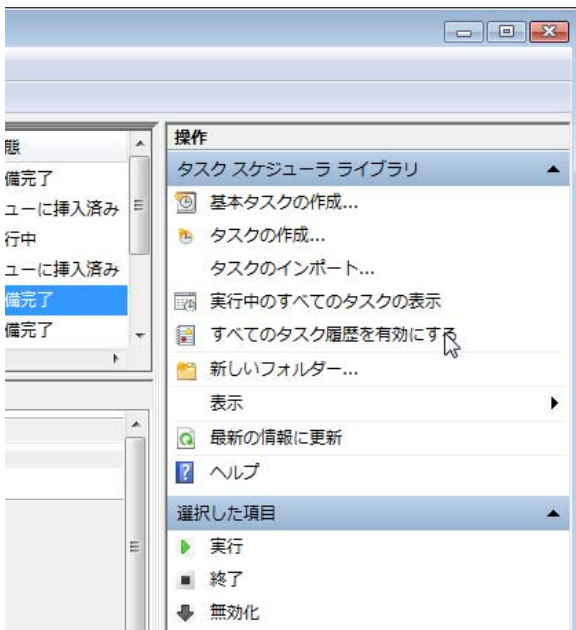 態
備完了
ューに挿入済み
行中
ューに挿入済み
備完了
備完了
操作
タスク スケジューラ ライブラリ
基本タスクの作成...
タスクの作成...
タスクのインポート...
実行中のすべてのタスクの表示
すべてのタスク履歴を有効にする
新しいフォルダー...
表示
最新の情報に更新
ヘルプ
選択した項目
実行
終了
無効化